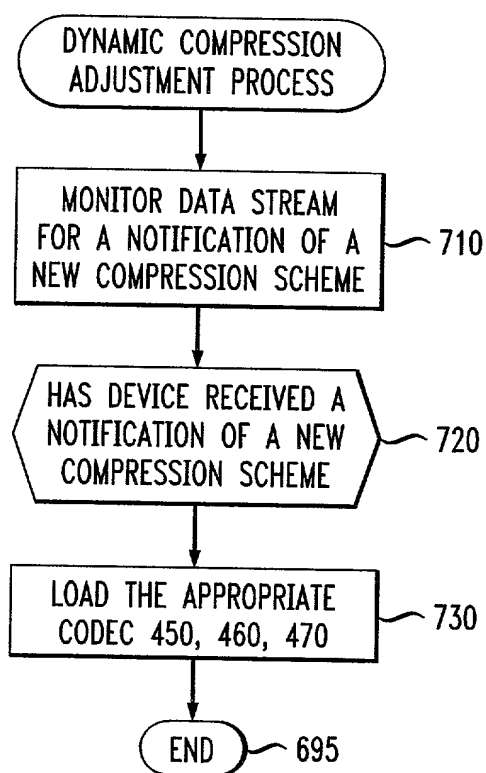 DYNAMIC COMPRESSION
ADJUSTMENT PROCESS
MONITOR DATA STREAM
FOR A NOTIFICATION OF A
NEW COMPRESSION SCHEME
710
HAS DEVICE RECEIVED A
NOTIFICATION OF A NEW
COMPRESSION SCHEME
720
LOAD THE APPROPRIATE
CODEC 450, 460, 470
730
END
695